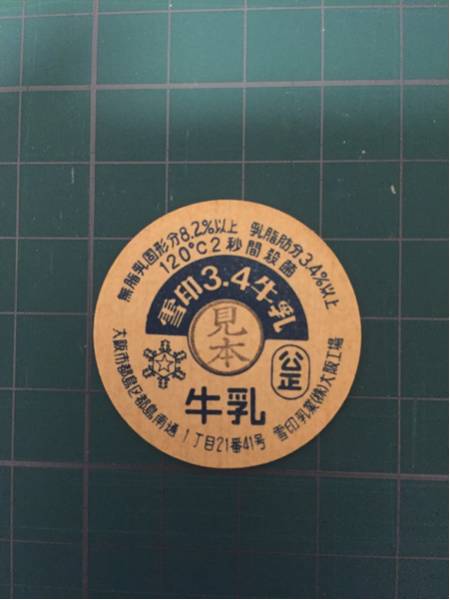 無脂乳固形分8.2%以上 乳脂肪分3.4%以上
120°C2秒間殺菌
雪印3.4牛乳
見本
公正
牛乳
大阪市都島区都島南通1丁目21番41号 雪印乳業(株)大阪工場